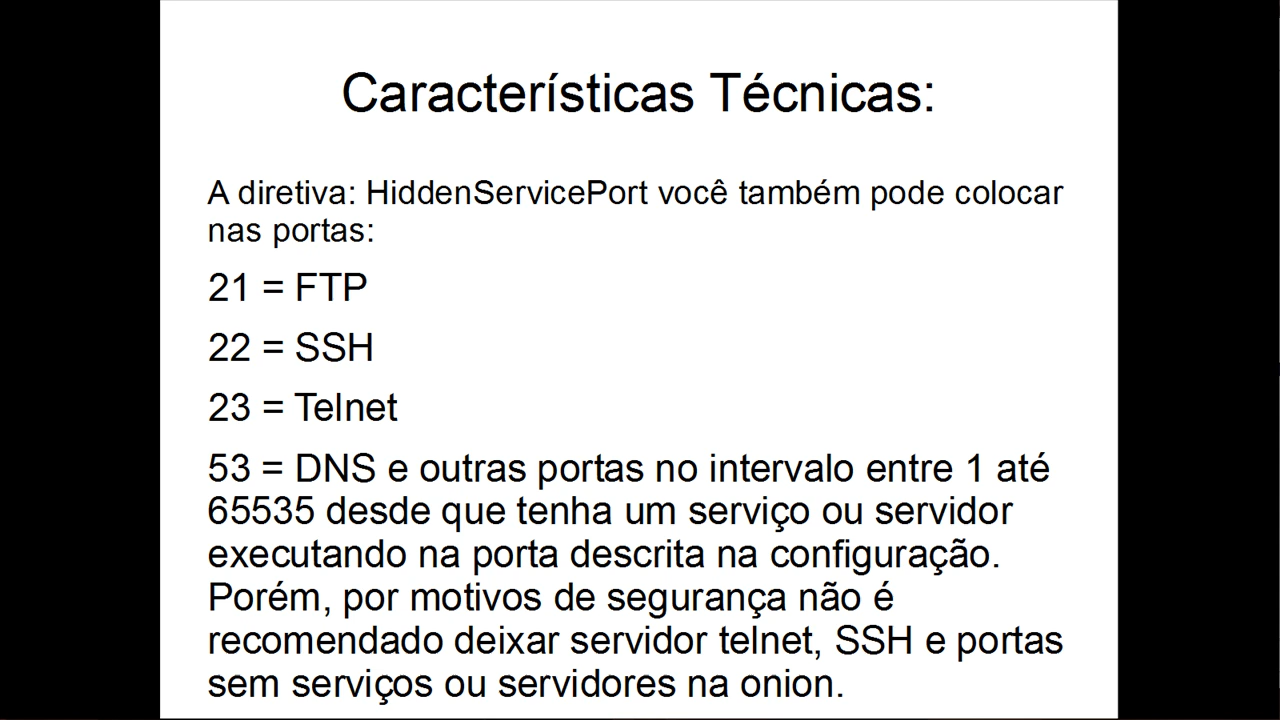 Características Técnicas:
A diretiva: HiddenServicePort você também pode colocar
nas portas:
21 = FTP
22 = SSH
23 = Telnet
53 = DNS e outras portas no intervalo entre 1 até
65535 desde que tenha um serviço ou servidor
executando na porta descrita na configuração.
Porém, por motivos de segurança não é
recomendado deixar servidor telnet, SSH e portas
sem serviços ou servidores na onion.